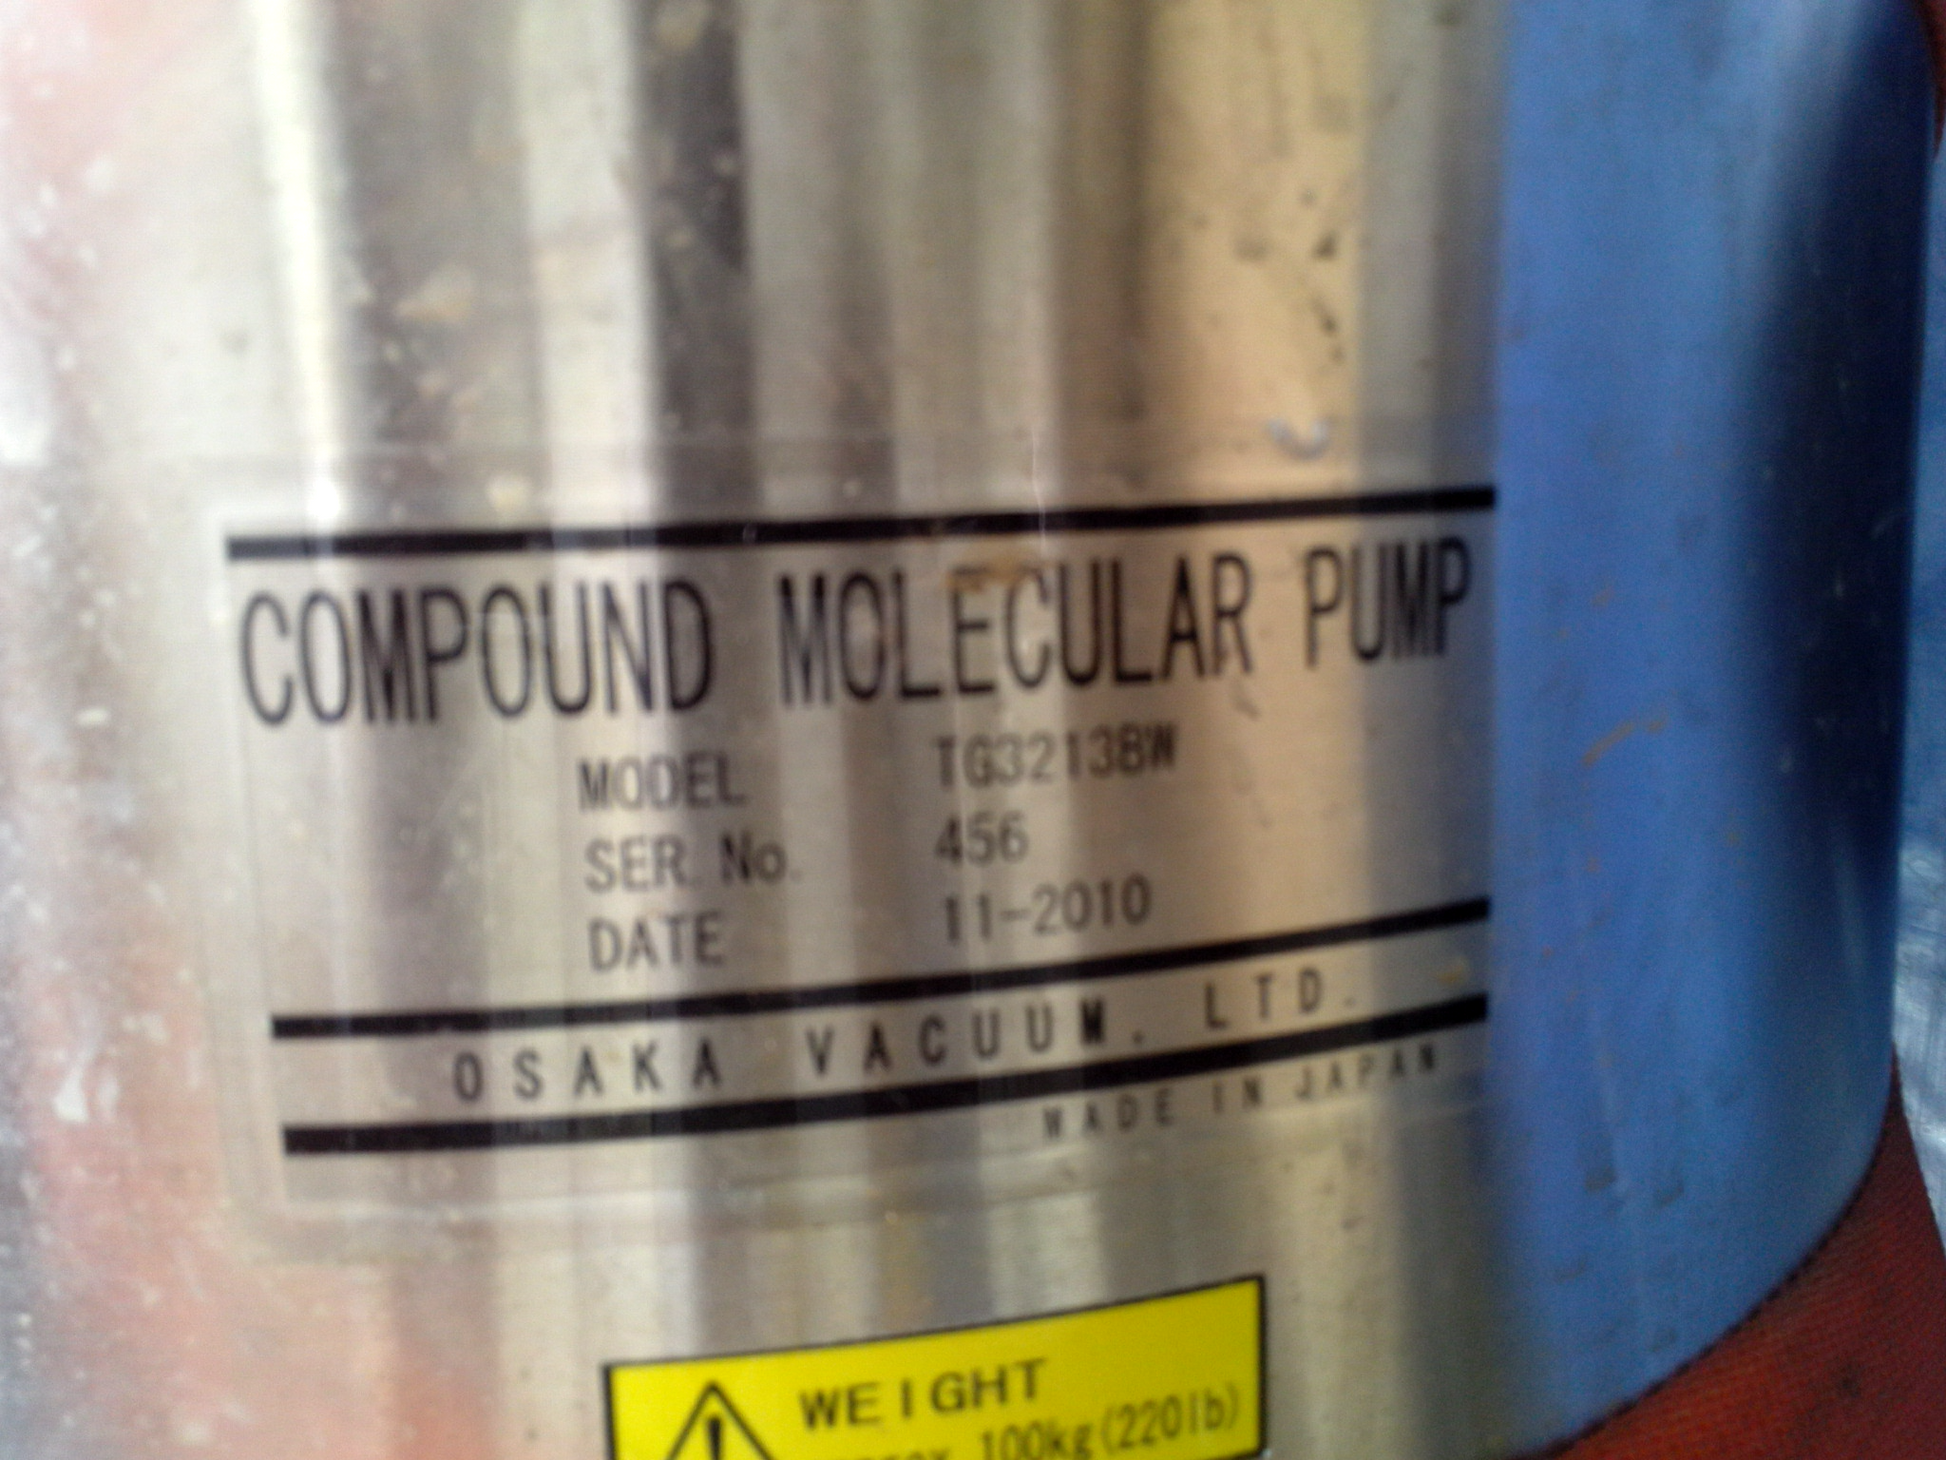 COMPOUND MOLECULAR PUMP
MODEL TG3213BW
SER. No. 456
DATE 11-2010
OSAKA VACUUM. LTD.
MADE IN JAPAN
WEIGHT
100kg(220lb)